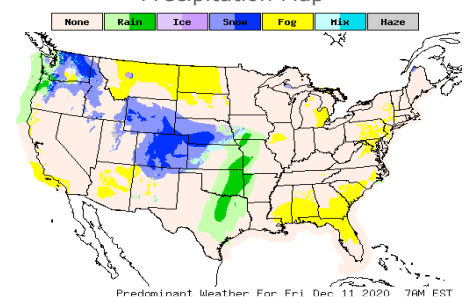 Precipitation Map
None Rain Ice Snow Fog Mix Haze
Predominant Weather For Fri Dec 11 2020 7AM EST